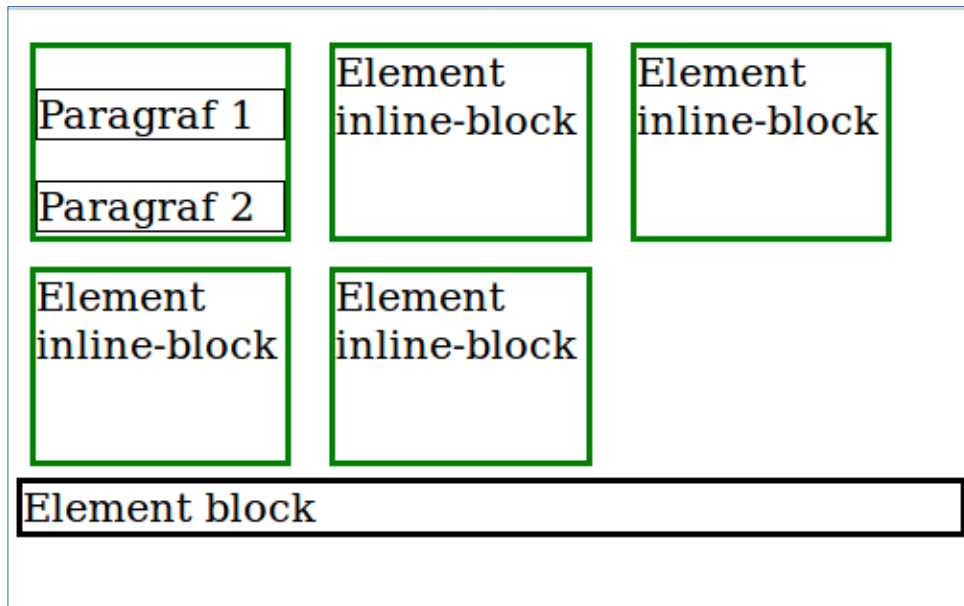 Paragraf 1
Paragraf 2
Element
inline-block
Element
inline-block
Element
inline-block
Element
inline-block
Element block